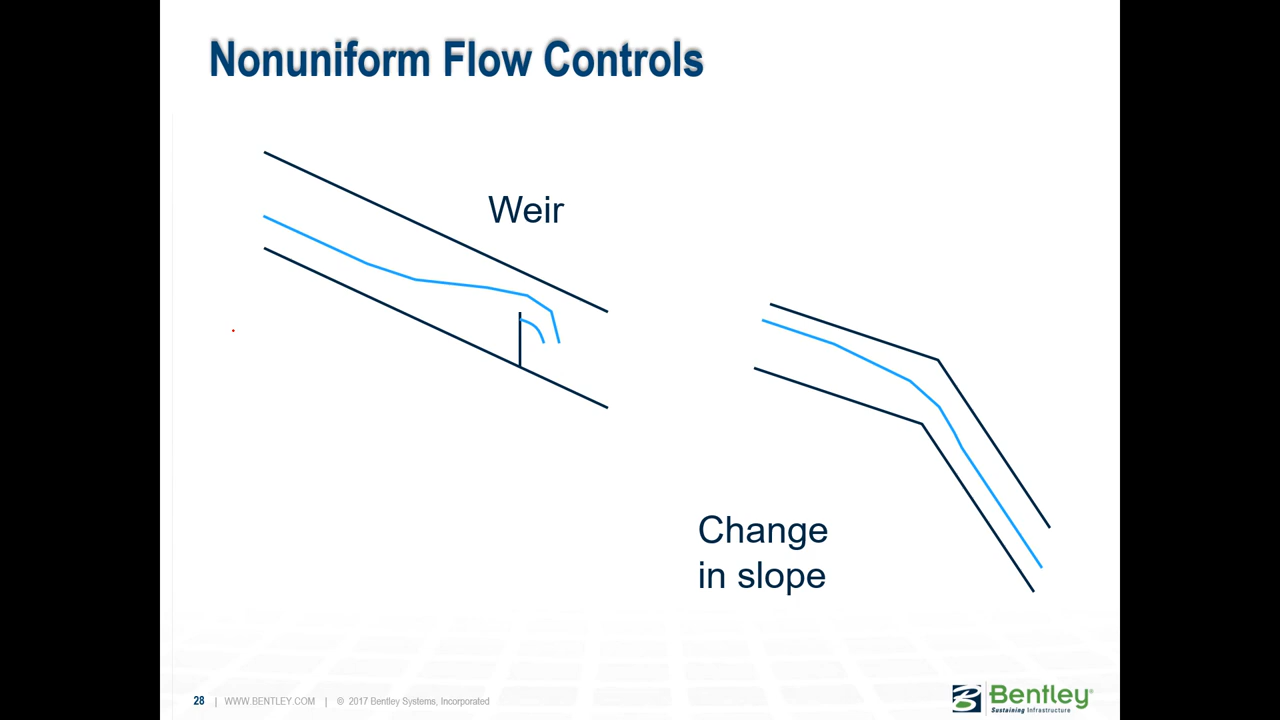 Nonuniform Flow Controls
Weir
Change
in slope
28 | WWW.BENTLEY.COM | © 2017 Bentley Systems, Incorporated
Bentley®
Sustaining Infrastructure